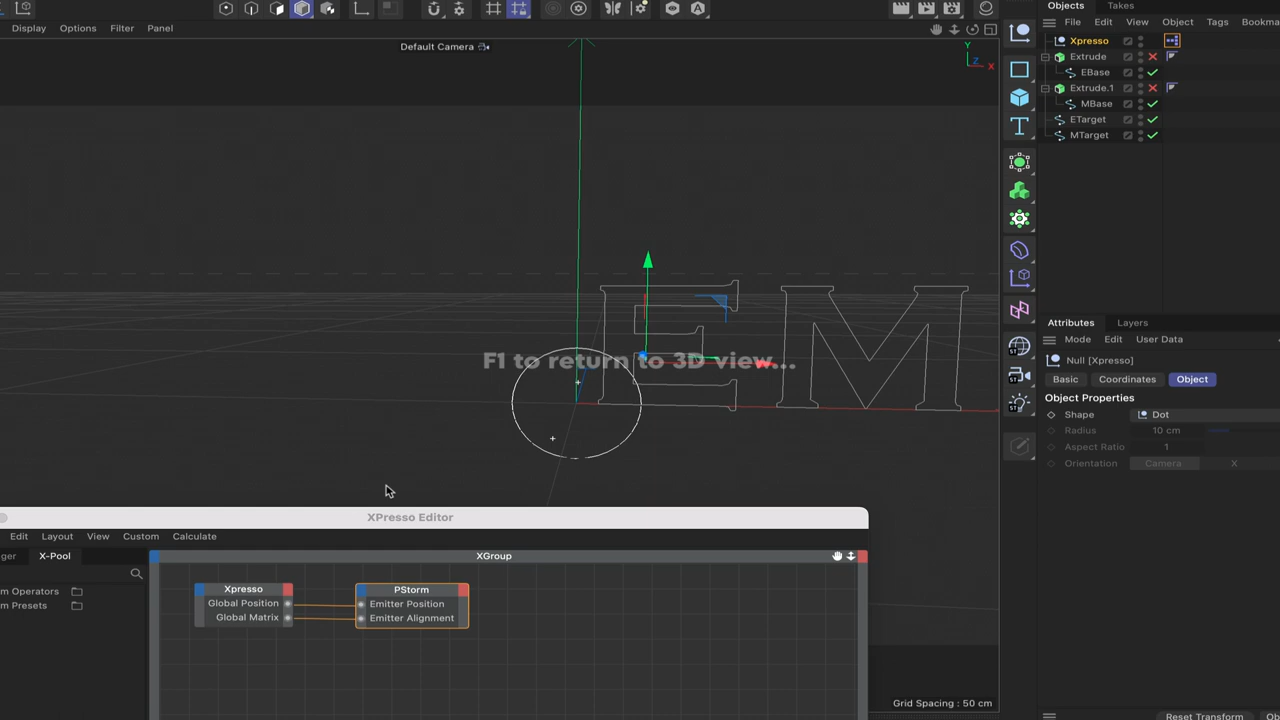 Objects Takes
Display Options Filter Panel
File Edit View Object Tags Bookma
Default Camera
Y
Z X
Xpresso
Extrude
EBase
Extrude.1
MBase
ETarget
MTarget
EM
F1 to return to 3D view...
Attributes Layers
Mode Edit User Data
Null [Xpresso]
Basic Coordinates Object
Object Properties
Shape Dot
Radius 10 cm
Aspect Ratio 1
Orientation Camera X
XPresso Editor
Edit Layout View Custom Calculate
ger X-Pool XGroup
m Operators
m Presets
Xpresso
Global Position
Global Matrix
PStorm
Emitter Position
Emitter Alignment
Grid Spacing : 50 cm
Reset Transform Ob